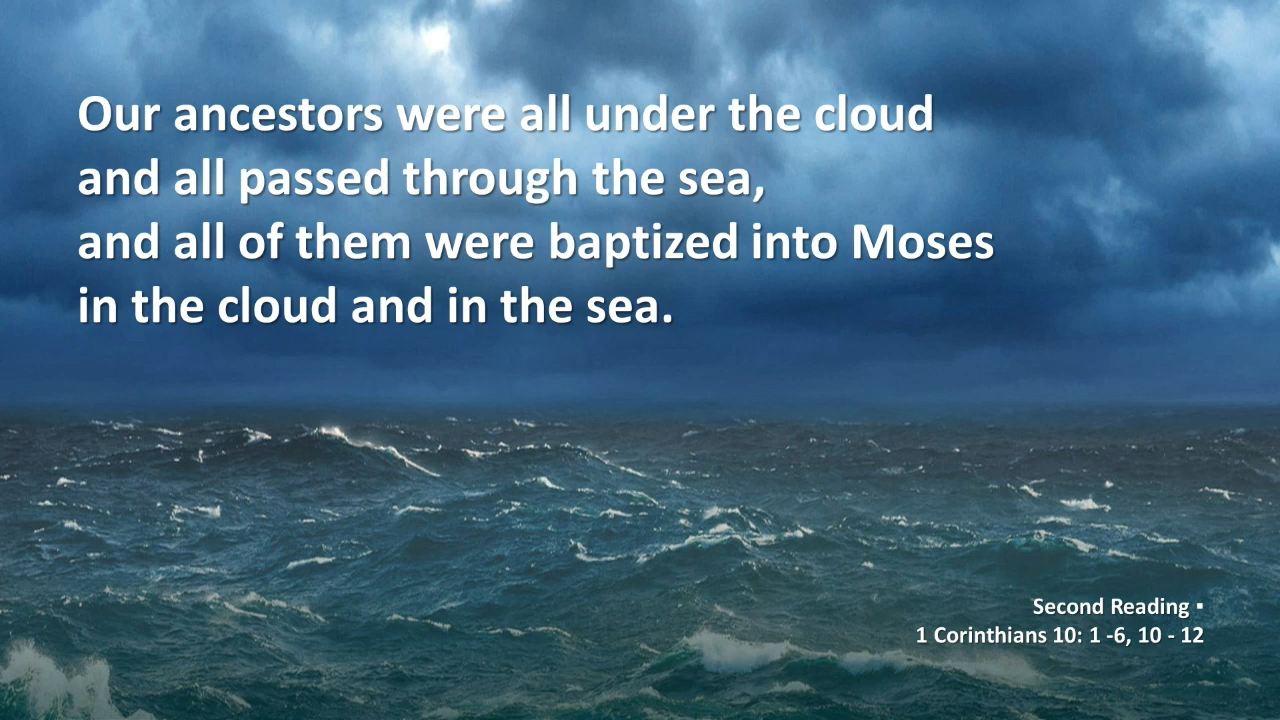 Our ancestors were all under the cloud
and all passed through the sea,
and all of them were baptized into Moses
in the cloud and in the sea.
Second Reading ▪
1 Corinthians 10: 1 -6, 10 - 12